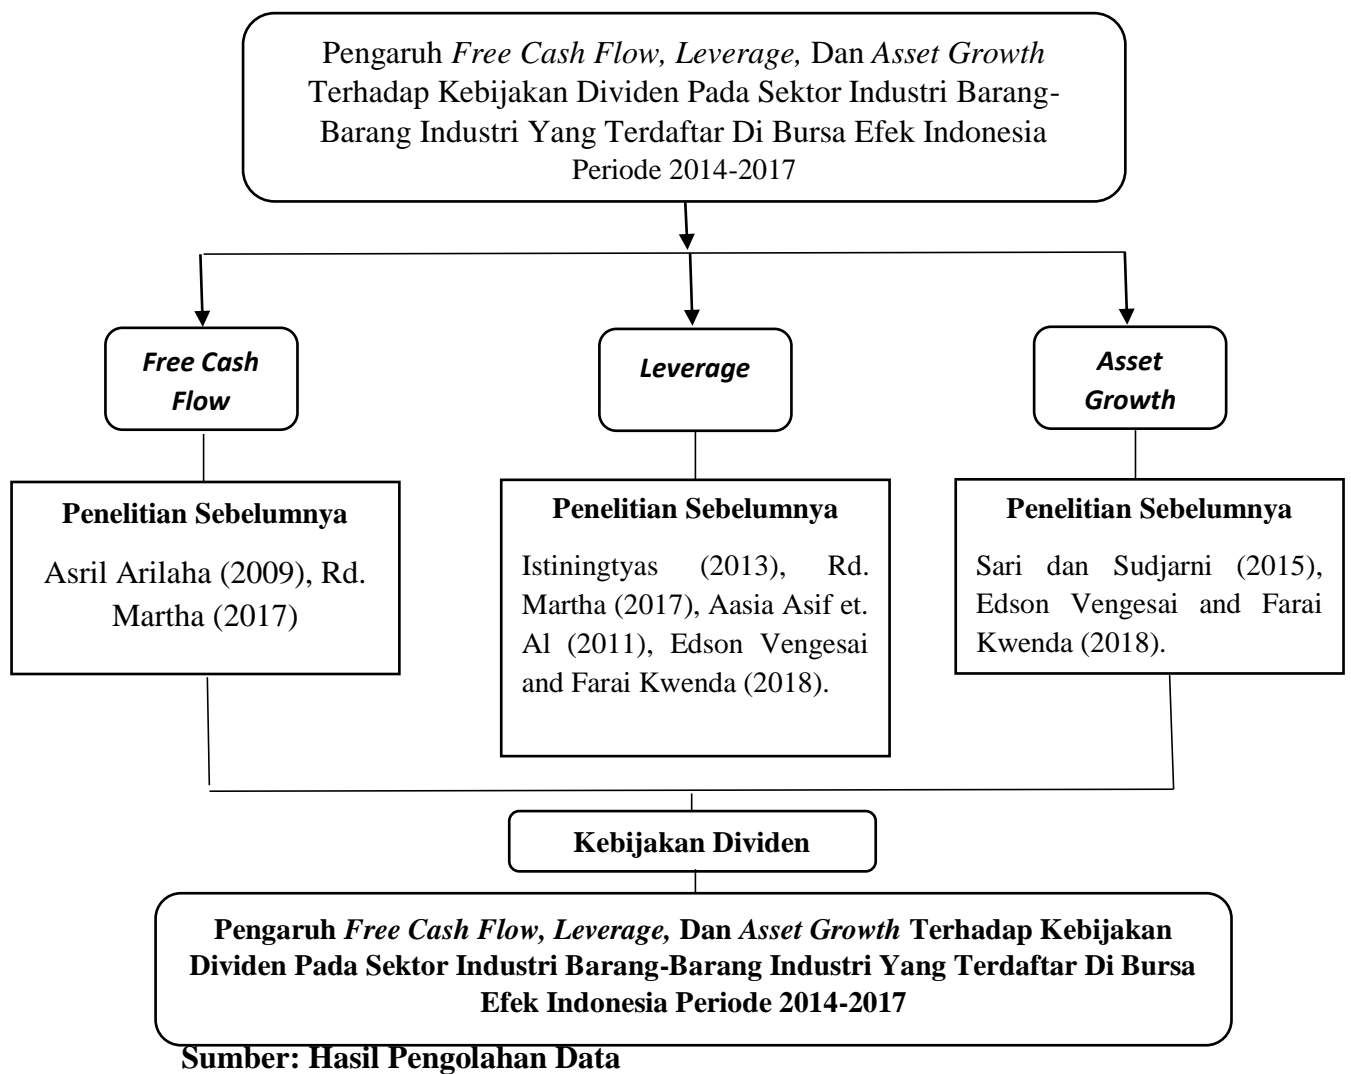 Pengaruh Free Cash Flow, Leverage, Dan Asset Growth
Terhadap Kebijakan Dividen Pada Sektor Industri Barang-
Barang Industri Yang Terdaftar Di Bursa Efek Indonesia
Periode 2014-2017
Free Cash
Flow
Leverage
Asset
Growth
Penelitian Sebelumnya
Asril Arilaha (2009), Rd.
Martha (2017)
Penelitian Sebelumnya
Istiningtyas (2013), Rd.
Martha (2017), Aasia Asif et.
Al (2011), Edson Vengesai
and Farai Kwenda (2018).
Penelitian Sebelumnya
Sari dan Sudjarni (2015),
Edson Vengesai and Farai
Kwenda (2018).
Kebijakan Dividen
Pengaruh Free Cash Flow, Leverage, Dan Asset Growth Terhadap Kebijakan
Dividen Pada Sektor Industri Barang-Barang Industri Yang Terdaftar Di Bursa
Efek Indonesia Periode 2014-2017
Sumber: Hasil Pengolahan Data